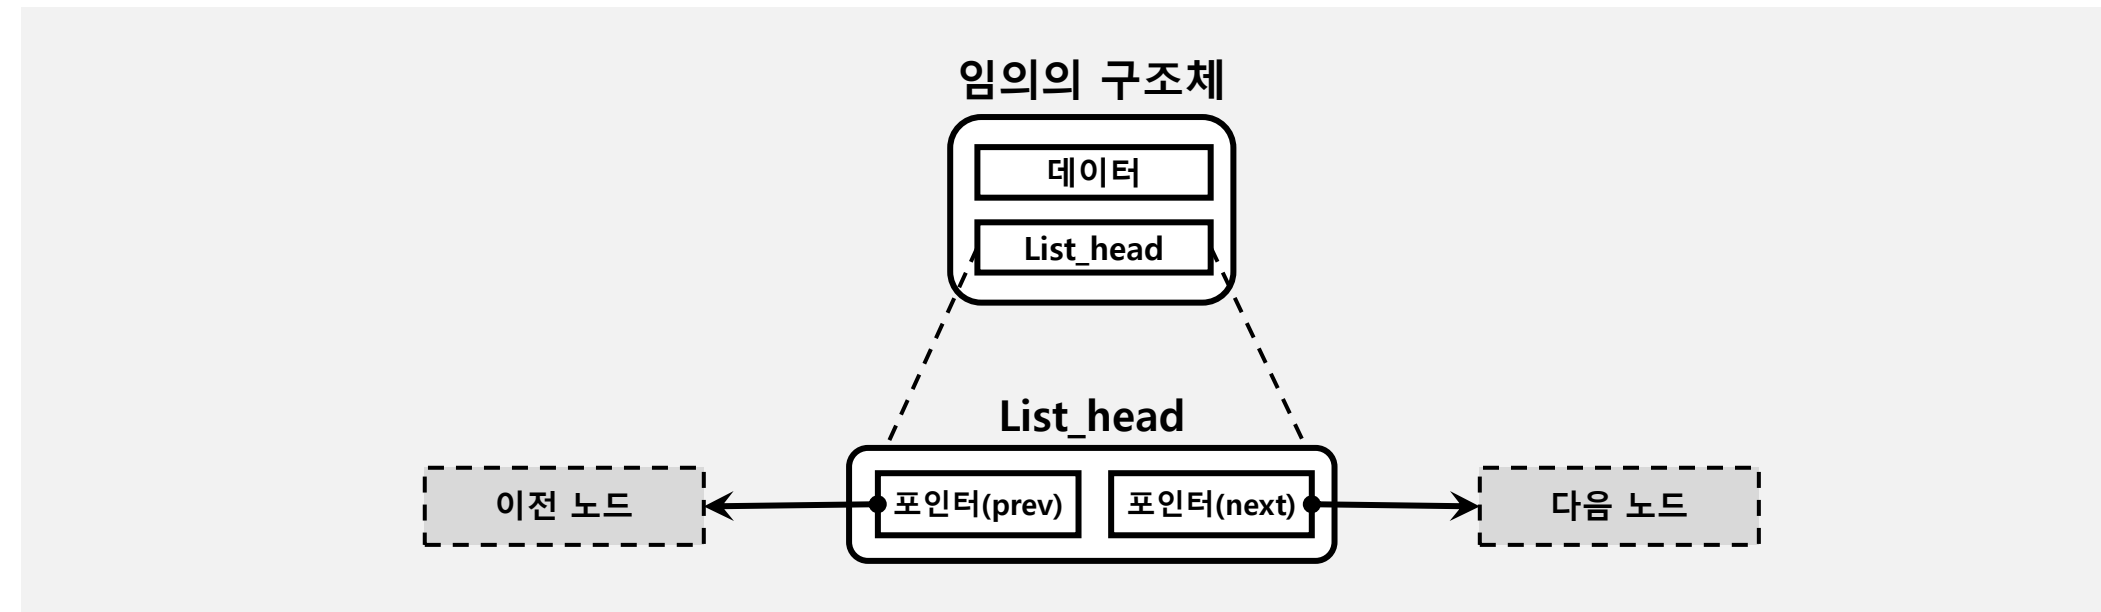 임의의 구조체
데이터
List_head
List_head
이전 노드
포인터(prev)
포인터(next)
다음 노드